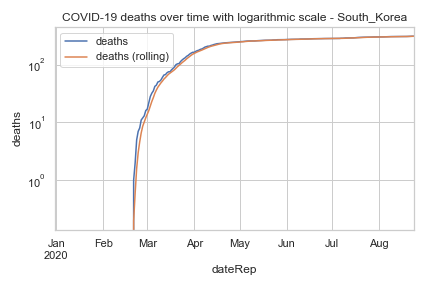 COVID-19 deaths over time with logarithmic scale - South_Korea
deaths
deaths (rolling)
10²
10¹
10⁰
deaths
Jan Feb Mar Apr May Jun Jul Aug
2020
dateRep